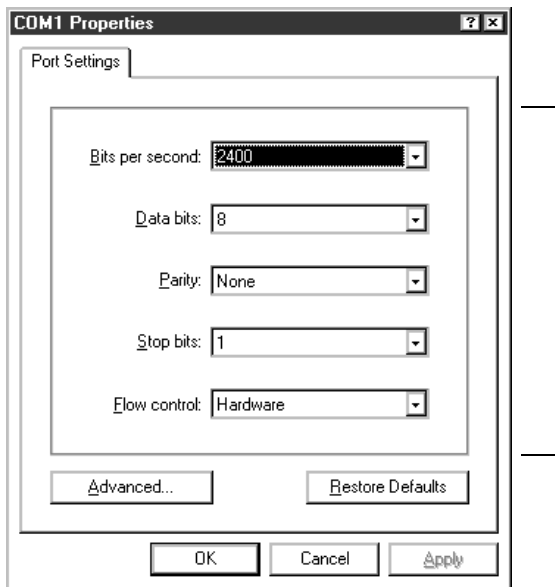 COM1 Properties
Port Settings
Bits per second: 2400
Data bits: 8
Parity: None
Stop bits: 1
Flow control: Hardware
Advanced... Restore Defaults
OK Cancel Apply